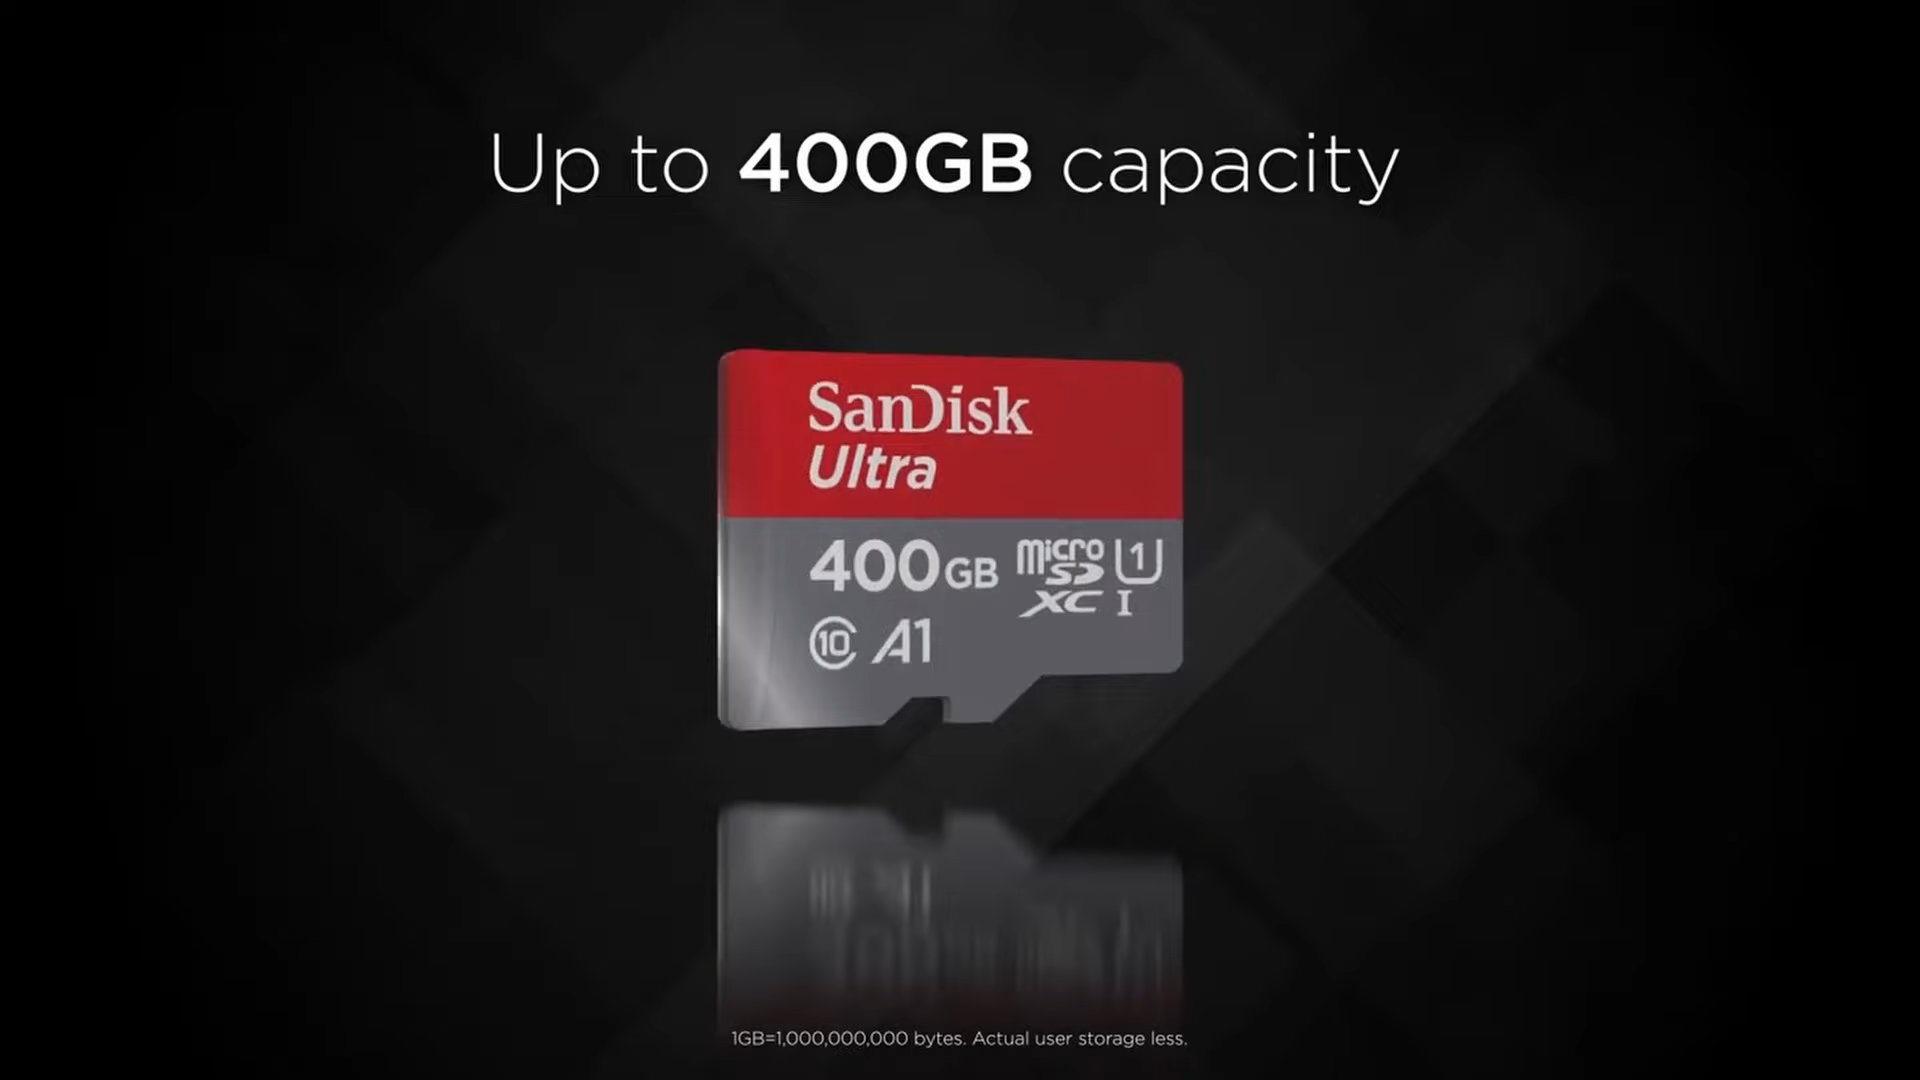 Up to 400GB capacity
SanDisk
Ultra
400GB micro SD XC U1 I
10 A1
1GB=1,000,000,000 bytes. Actual user storage less.